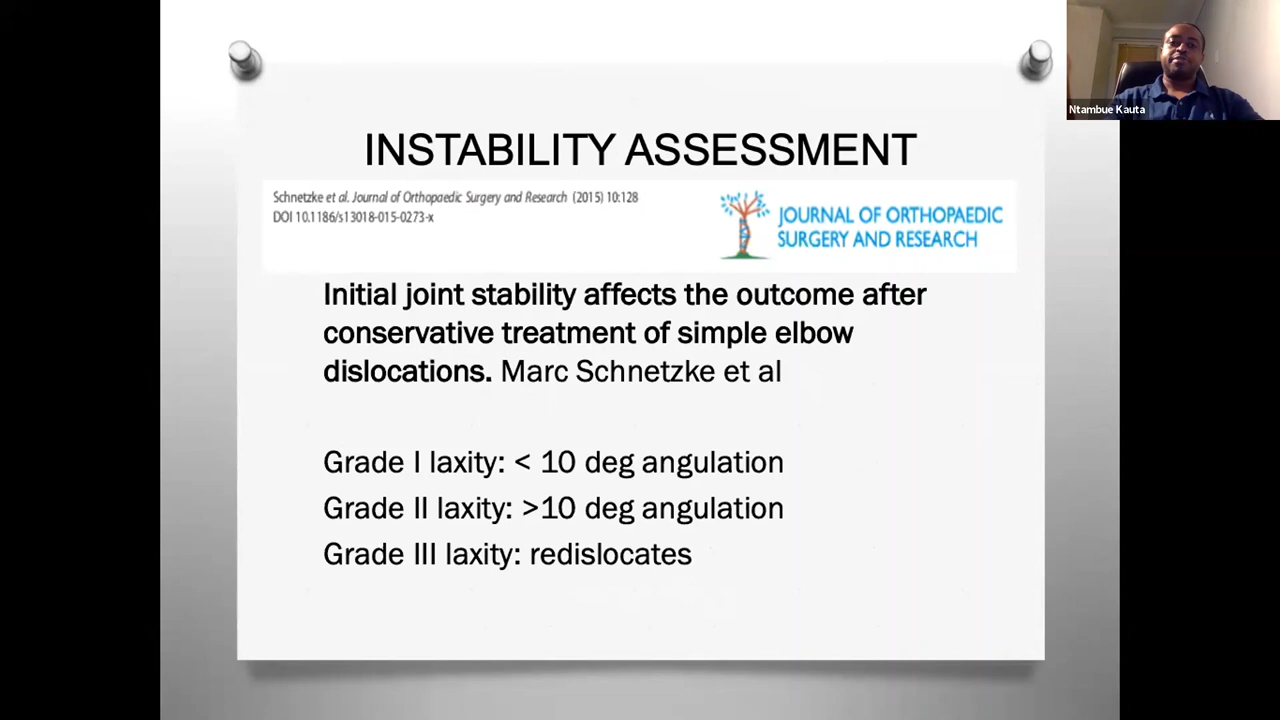 Ntambue Kauta
INSTABILITY ASSESSMENT
Schnetzke et al. Journal of Orthopaedic Surgery and Research (2015) 10:128
DOI 10.1186/s13018-015-0273-x
JOURNAL OF ORTHOPAEDIC
SURGERY AND RESEARCH
Initial joint stability affects the outcome after
conservative treatment of simple elbow
dislocations. Marc Schnetzke et al
Grade I laxity: < 10 deg angulation
Grade II laxity: >10 deg angulation
Grade III laxity: redislocates